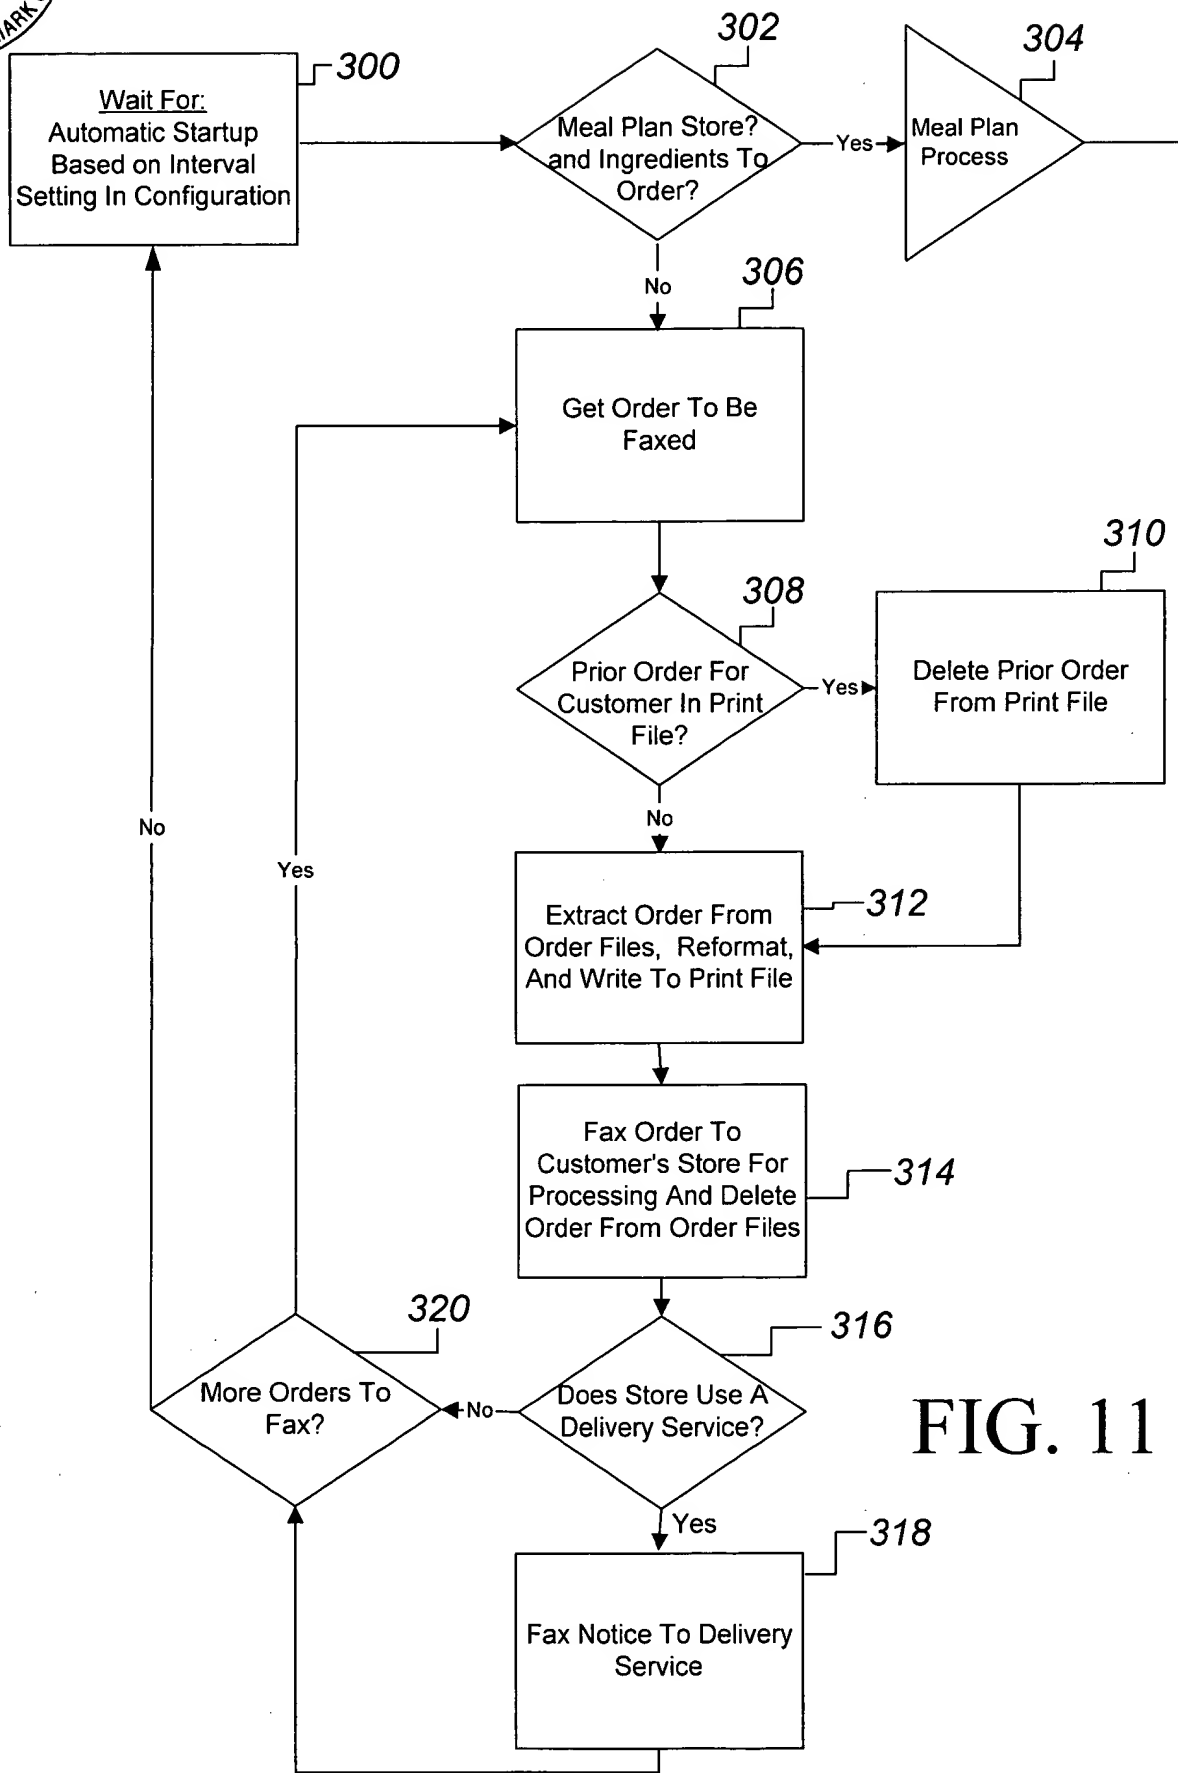 300
Wait For:
Automatic Startup
Based on Interval
Setting In Configuration
302
Meal Plan Store?
and Ingredients To
Order?
Yes
304
Meal Plan
Process
No
306
Get Order To Be
Faxed
308
Prior Order For
Customer In Print
File?
Yes
310
Delete Prior Order
From Print File
No
312
Extract Order From
Order Files, Reformat,
And Write To Print File
314
Fax Order To
Customer's Store For
Processing And Delete
Order From Order Files
316
Does Store Use A
Delivery Service?
No
320
More Orders To
Fax?
No
Yes
Yes
318
Fax Notice To Delivery
Service
FIG. 11